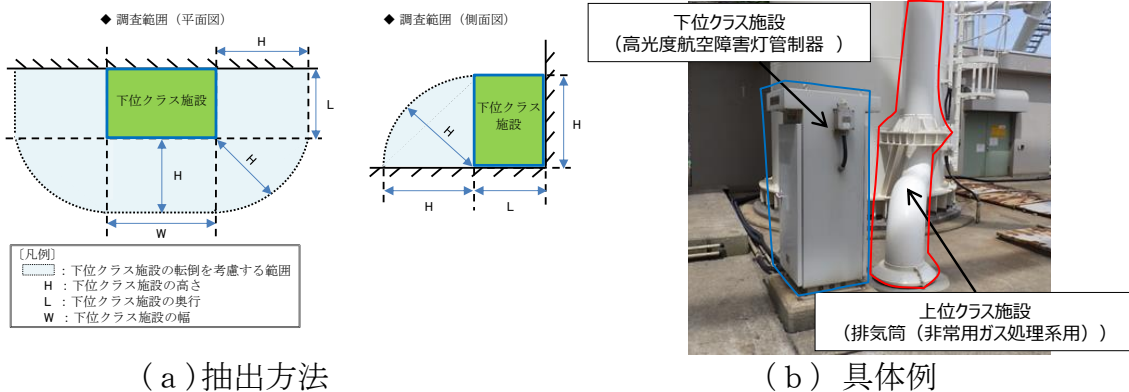 ◆ 調査範囲（平面図）
H
下位クラス施設
L
H
H
W
◆ 調査範囲（側面図）
下位クラス
施設
H
H
H
L
〔凡例〕
：下位クラス施設の転倒を考慮する範囲
H ：下位クラス施設の高さ
L ：下位クラス施設の奥行
W ：下位クラス施設の幅
(a)抽出方法
下位クラス施設
（高光度航空障害灯管制器 ）
上位クラス施設
（排気筒（非常用ガス処理系用））
(b) 具体例